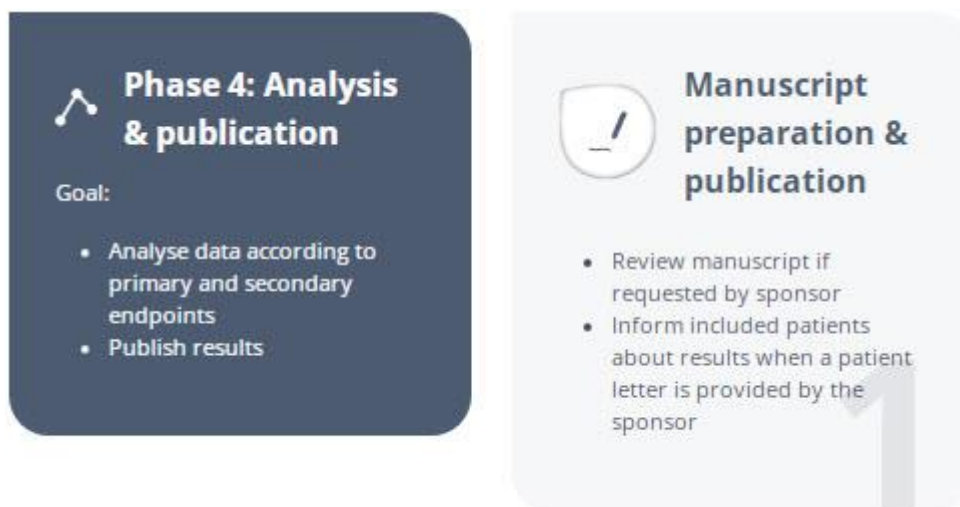 Phase 4: Analysis
& publication
Goal:
• Analyse data according to
primary and secondary
endpoints
• Publish results
Manuscript
preparation &
publication
• Review manuscript if
requested by sponsor
• Inform included patients
about results when a patient
letter is provided by the
sponsor
1